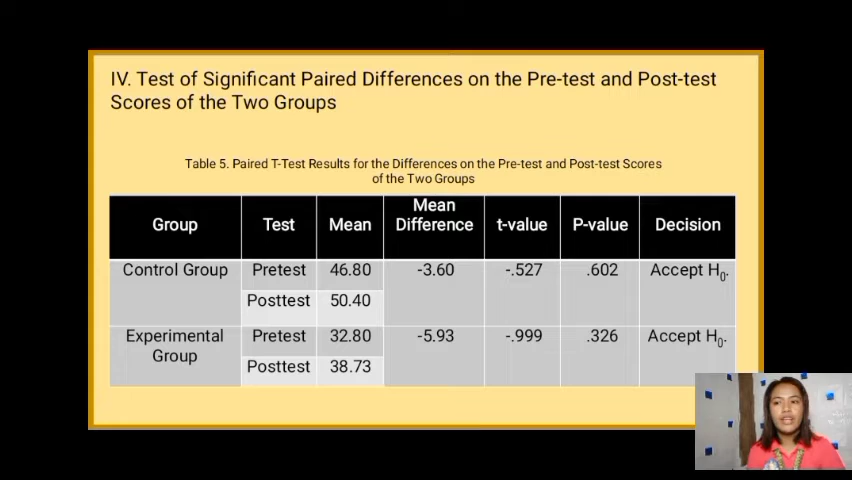 IV. Test of Significant Paired Differences on the Pre-test and Post-test
Scores of the Two Groups
Table 5. Paired T-Test Results for the Differences on the Pre-test and Post-test Scores
of the Two Groups
Group Test Mean Mean Difference t-value P-value Decision
Control Group Pretest 46.80 -3.60 -.527 .602 Accept H₀.
Posttest 50.40
Experimental Group Pretest 32.80 -5.93 -.999 .326 Accept H₀.
Posttest 38.73